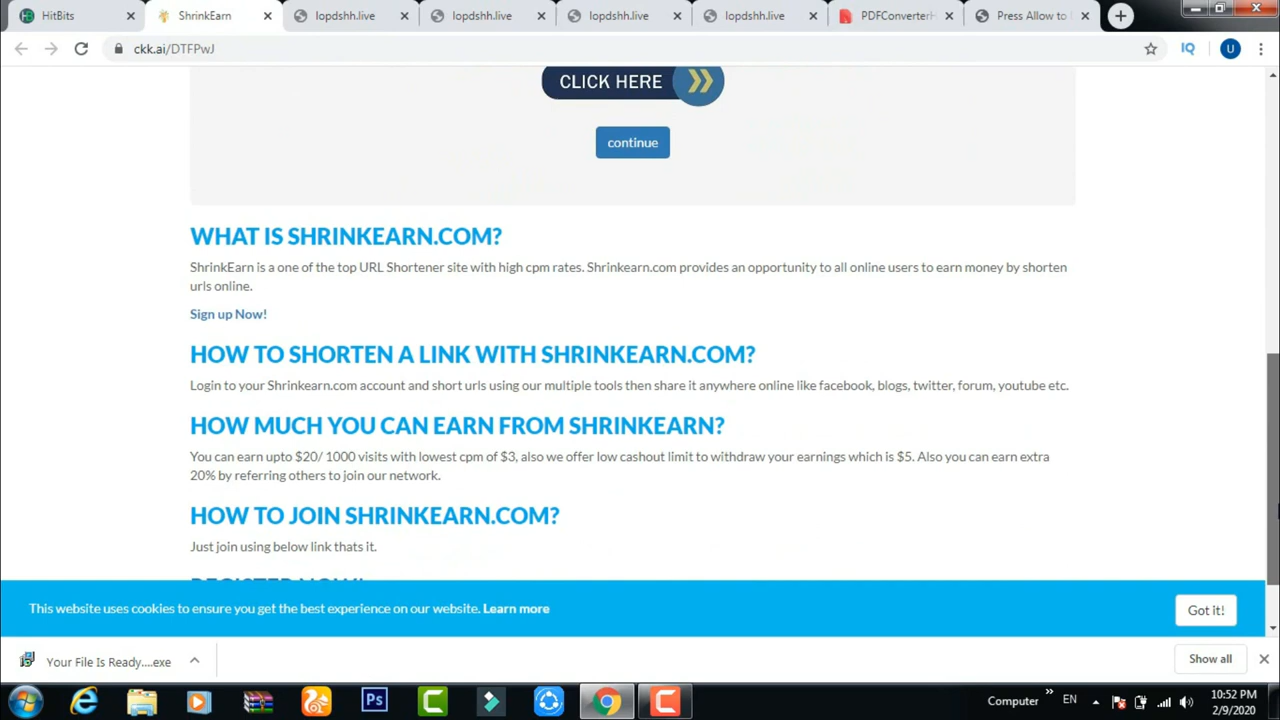 HitBits
ShrinkEarn
lopdshh.live
lopdshh.live
lopdshh.live
lopdshh.live
PDFConverterH
Press Allow to
ckk.ai/DTFPwJ
IQ
U
CLICK HERE
continue
WHAT IS SHRINKEARN.COM?
ShrinkEarn is a one of the top URL Shortener site with high cpm rates. Shrinkearn.com provides an opportunity to all online users to earn money by shorten
urls online.
Sign up Now!
HOW TO SHORTEN A LINK WITH SHRINKEARN.COM?
Login to your Shrinkearn.com account and short urls using our multiple tools then share it anywhere online like facebook, blogs, twitter, forum, youtube etc.
HOW MUCH YOU CAN EARN FROM SHRINKEARN?
You can earn upto $20/ 1000 visits with lowest cpm of $3, also we offer low cashout limit to withdraw your earnings which is $5. Also you can earn extra
20% by referring others to join our network.
HOW TO JOIN SHRINKEARN.COM?
Just join using below link thats it.
REGISTER NOW!
This website uses cookies to ensure you get the best experience on our website. Learn more
Got it!
Your File Is Ready....exe
Show all
Ps
Computer
EN
10:52 PM
2/9/2020